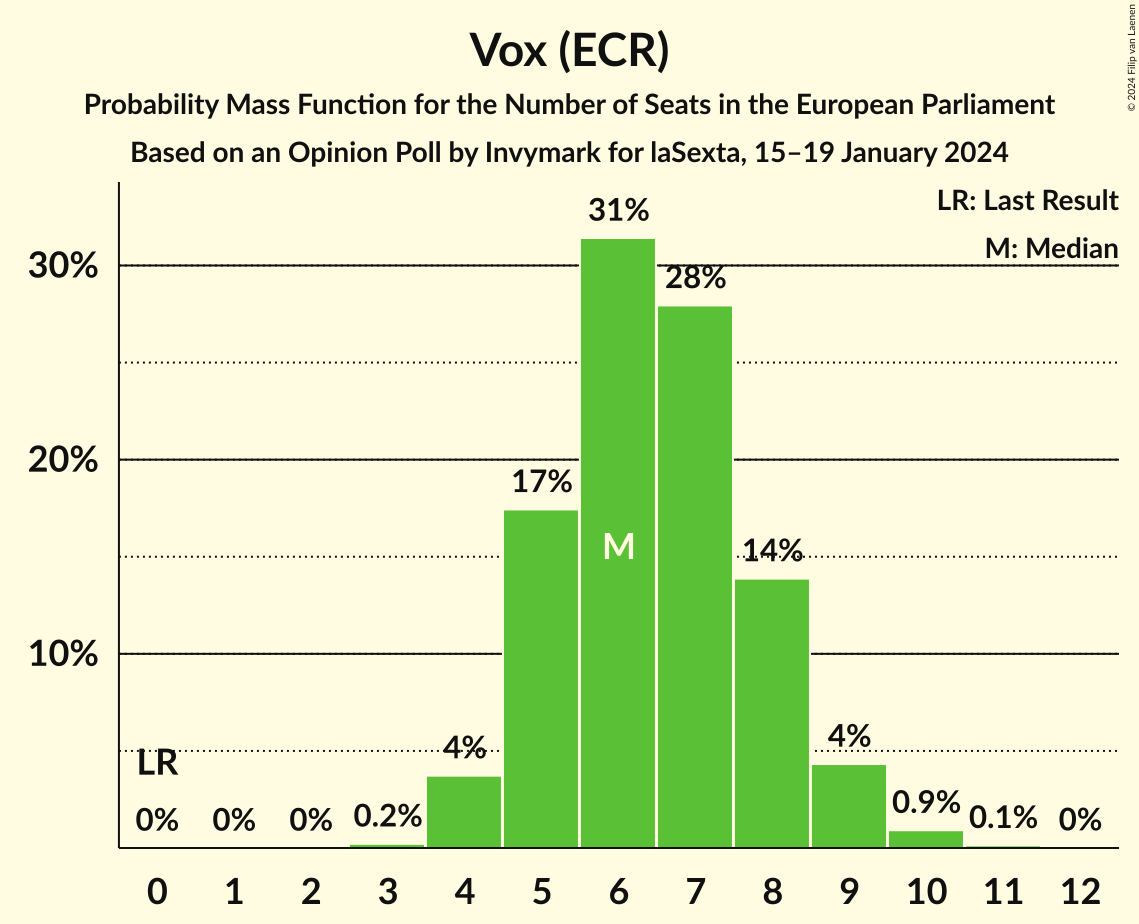 © 2024 Filip van Laenen
Vox (ECR)
Probability Mass Function for the Number of Seats in the European Parliament
Based on an Opinion Poll by Invymark for laSexta, 15–19 January 2024
LR: Last Result
M: Median
30%
20%
10%
31%
28%
17%
M
14%
LR
4%
4%
0%
0%
0%
0.2%
0.9%
0.1%
0%
0 1 2 3 4 5 6 7 8 9 10 11 12